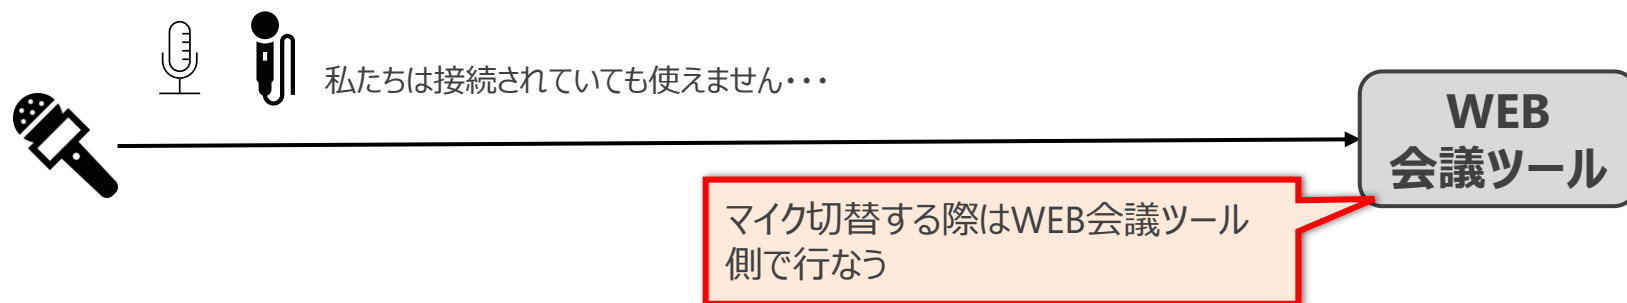 私たちは接続されていても使えません・・・
WEB
会議ツール
マイク切替する際はWEB会議ツール
側で行なう